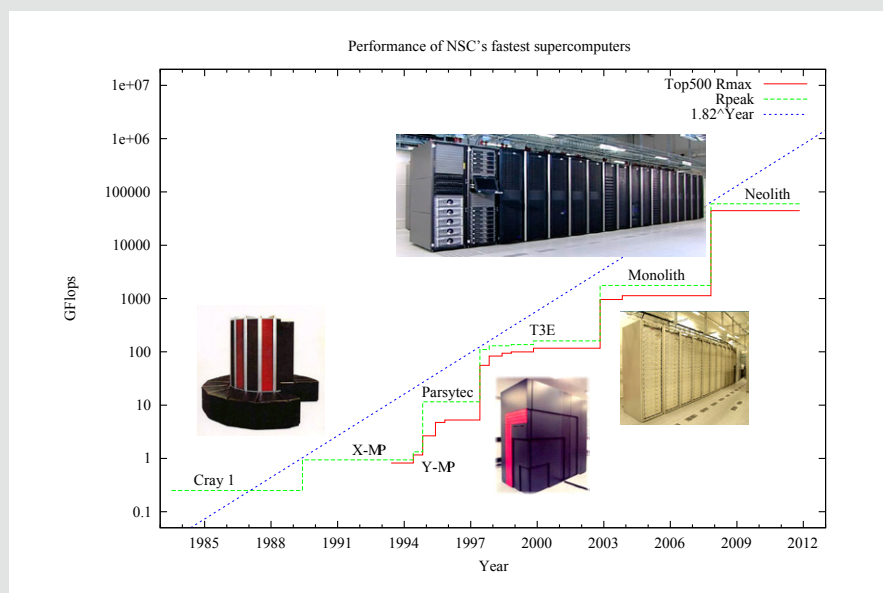 Performance of NSC's fastest supercomputers
1e+07
1e+06
100000
10000
1000
100
10
1
0.1
GFlops
Top500 Rmax
Rpeak
1.82^Year
Neolith
Monolith
T3E
Parsytec
X-MP
Y-MP
Cray 1
1985 1988 1991 1994 1997 2000 2003 2006 2009 2012
Year